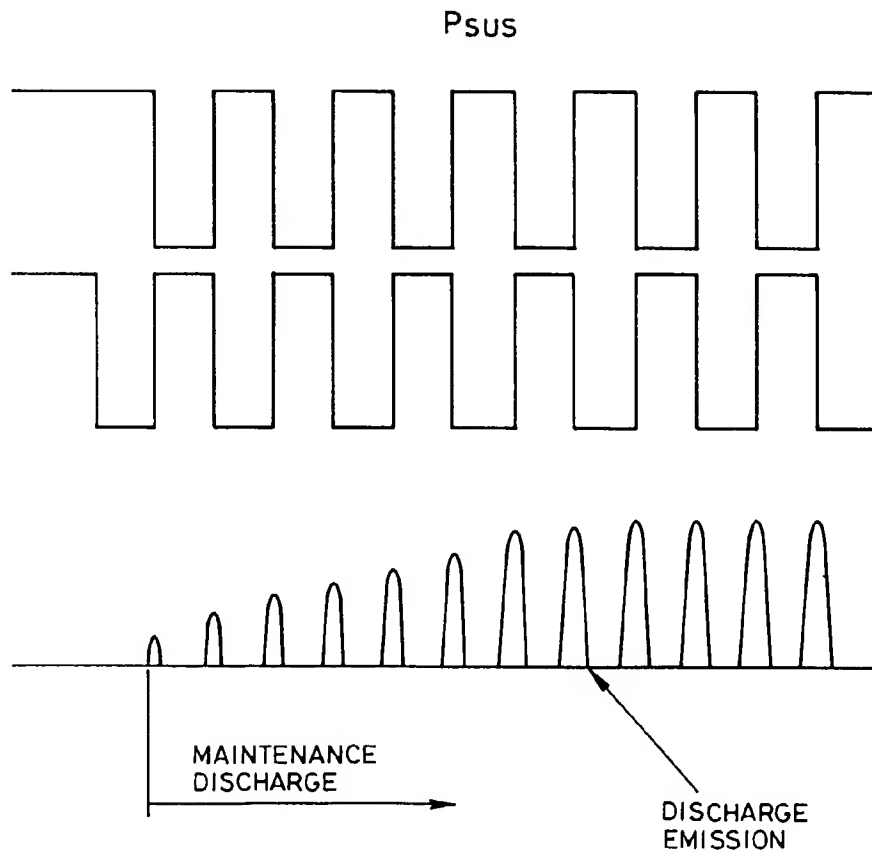 PSUS
MAINTENANCE
DISCHARGE
DISCHARGE
EMISSION